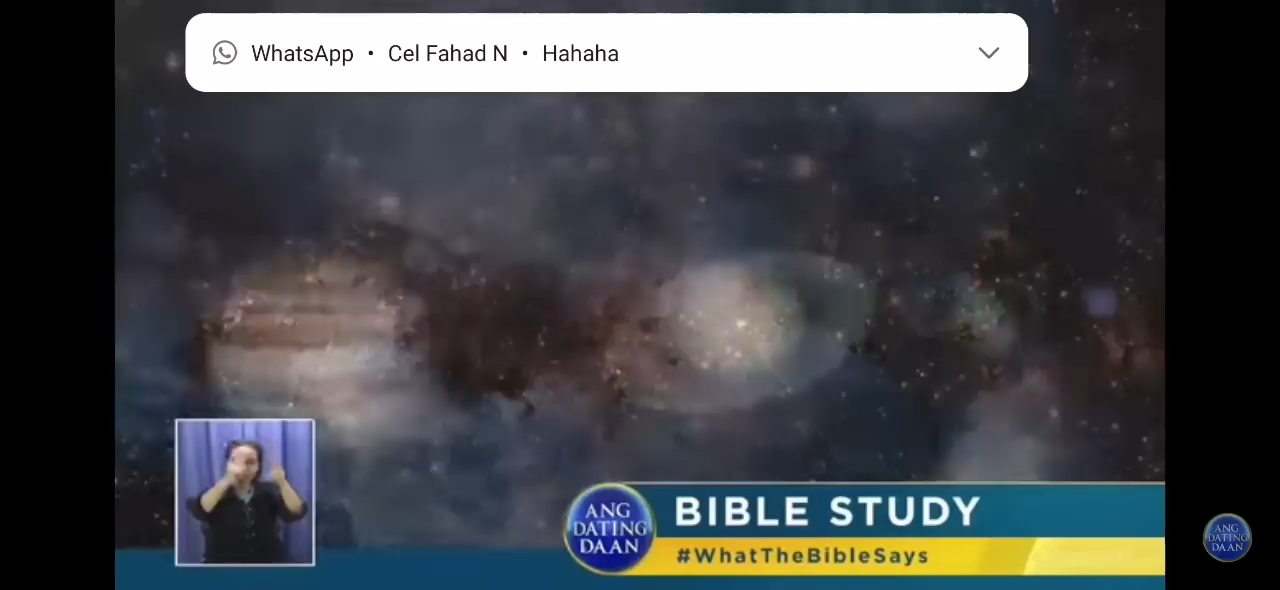 WhatsApp • Cel Fahad N • Hahaha
ANG
DATING
DAAN
BIBLE STUDY
#WhatTheBibleSays
ANG
DATING
DAAN